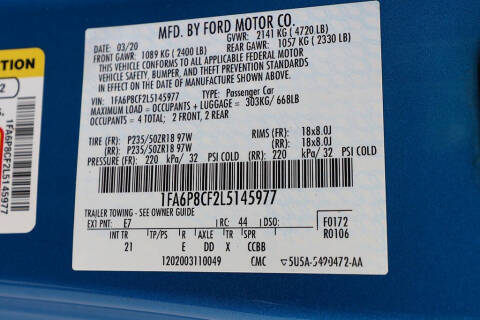 MFD. BY FORD MOTOR CO.
DATE: 03/20 GVWR: 2141 KG (4720LB)
FRONT GAWR: 1089 KG (2400 LB) REAR GAWR: 1057 KG (2330 LB)
THIS VEHICLE CONFORMS TO ALL APPLICABLE FEDERAL MOTOR
VEHICLE SAFETY, BUMPER, AND THEFT PREVENTION STANDARDS
IN EFFECT ON THE DATE OF MANUFACTURE SHOWN ABOVE.
VIN: 1FA6P8CF2L5145977 TYPE: Passenger Car
MAXIMUM LOAD = OCCUPANTS + LUGGAGE = 303KG/ 668LB
OCCUPANTS = 4 TOTAL; 2 FRONT, 2 REAR
TIRE (FR): P235/50ZR18 97W RIMS (FR): 18x8.0J
(RR): P235/50ZR18 97W (RR): 18x8.0J
PRESSURE (FR): 220 kPa/ 32 PSI COLD (RR): 220 kPa/ 32 PSI COLD
1FA6P8CF2L5145977
TRAILER TOWING - SEE OWNER GUIDE
EXT PNT: E7 RC: 44 DSO: F0172
R0106
INT TR TP/PS R AXLE TR SPR
21 E DD X CCBB
1202003110049 CMC 5U5A-5490472-AA
UTION
2
1FA6P8CF2L5145977